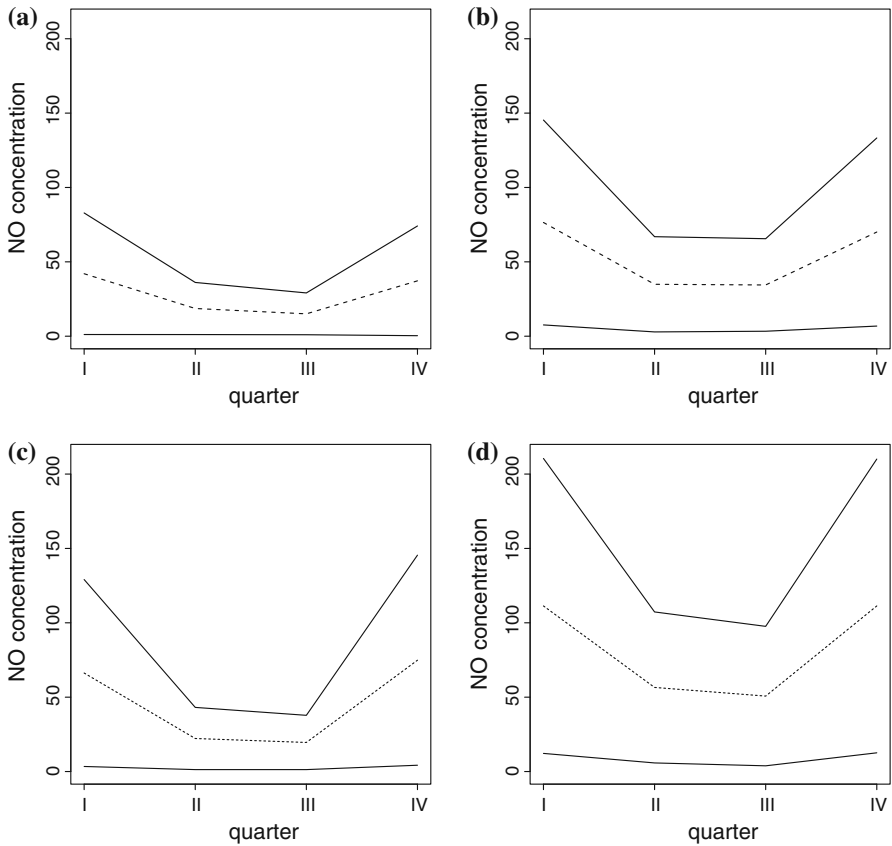 (a)
NO concentration
200
150
100
50
0
I II III IV
quarter
(b)
NO concentration
200
150
100
50
0
I II III IV
quarter
(c)
NO concentration
200
150
100
50
0
I II III IV
quarter
(d)
NO concentration
200
150
100
50
0
I II III IV
quarter